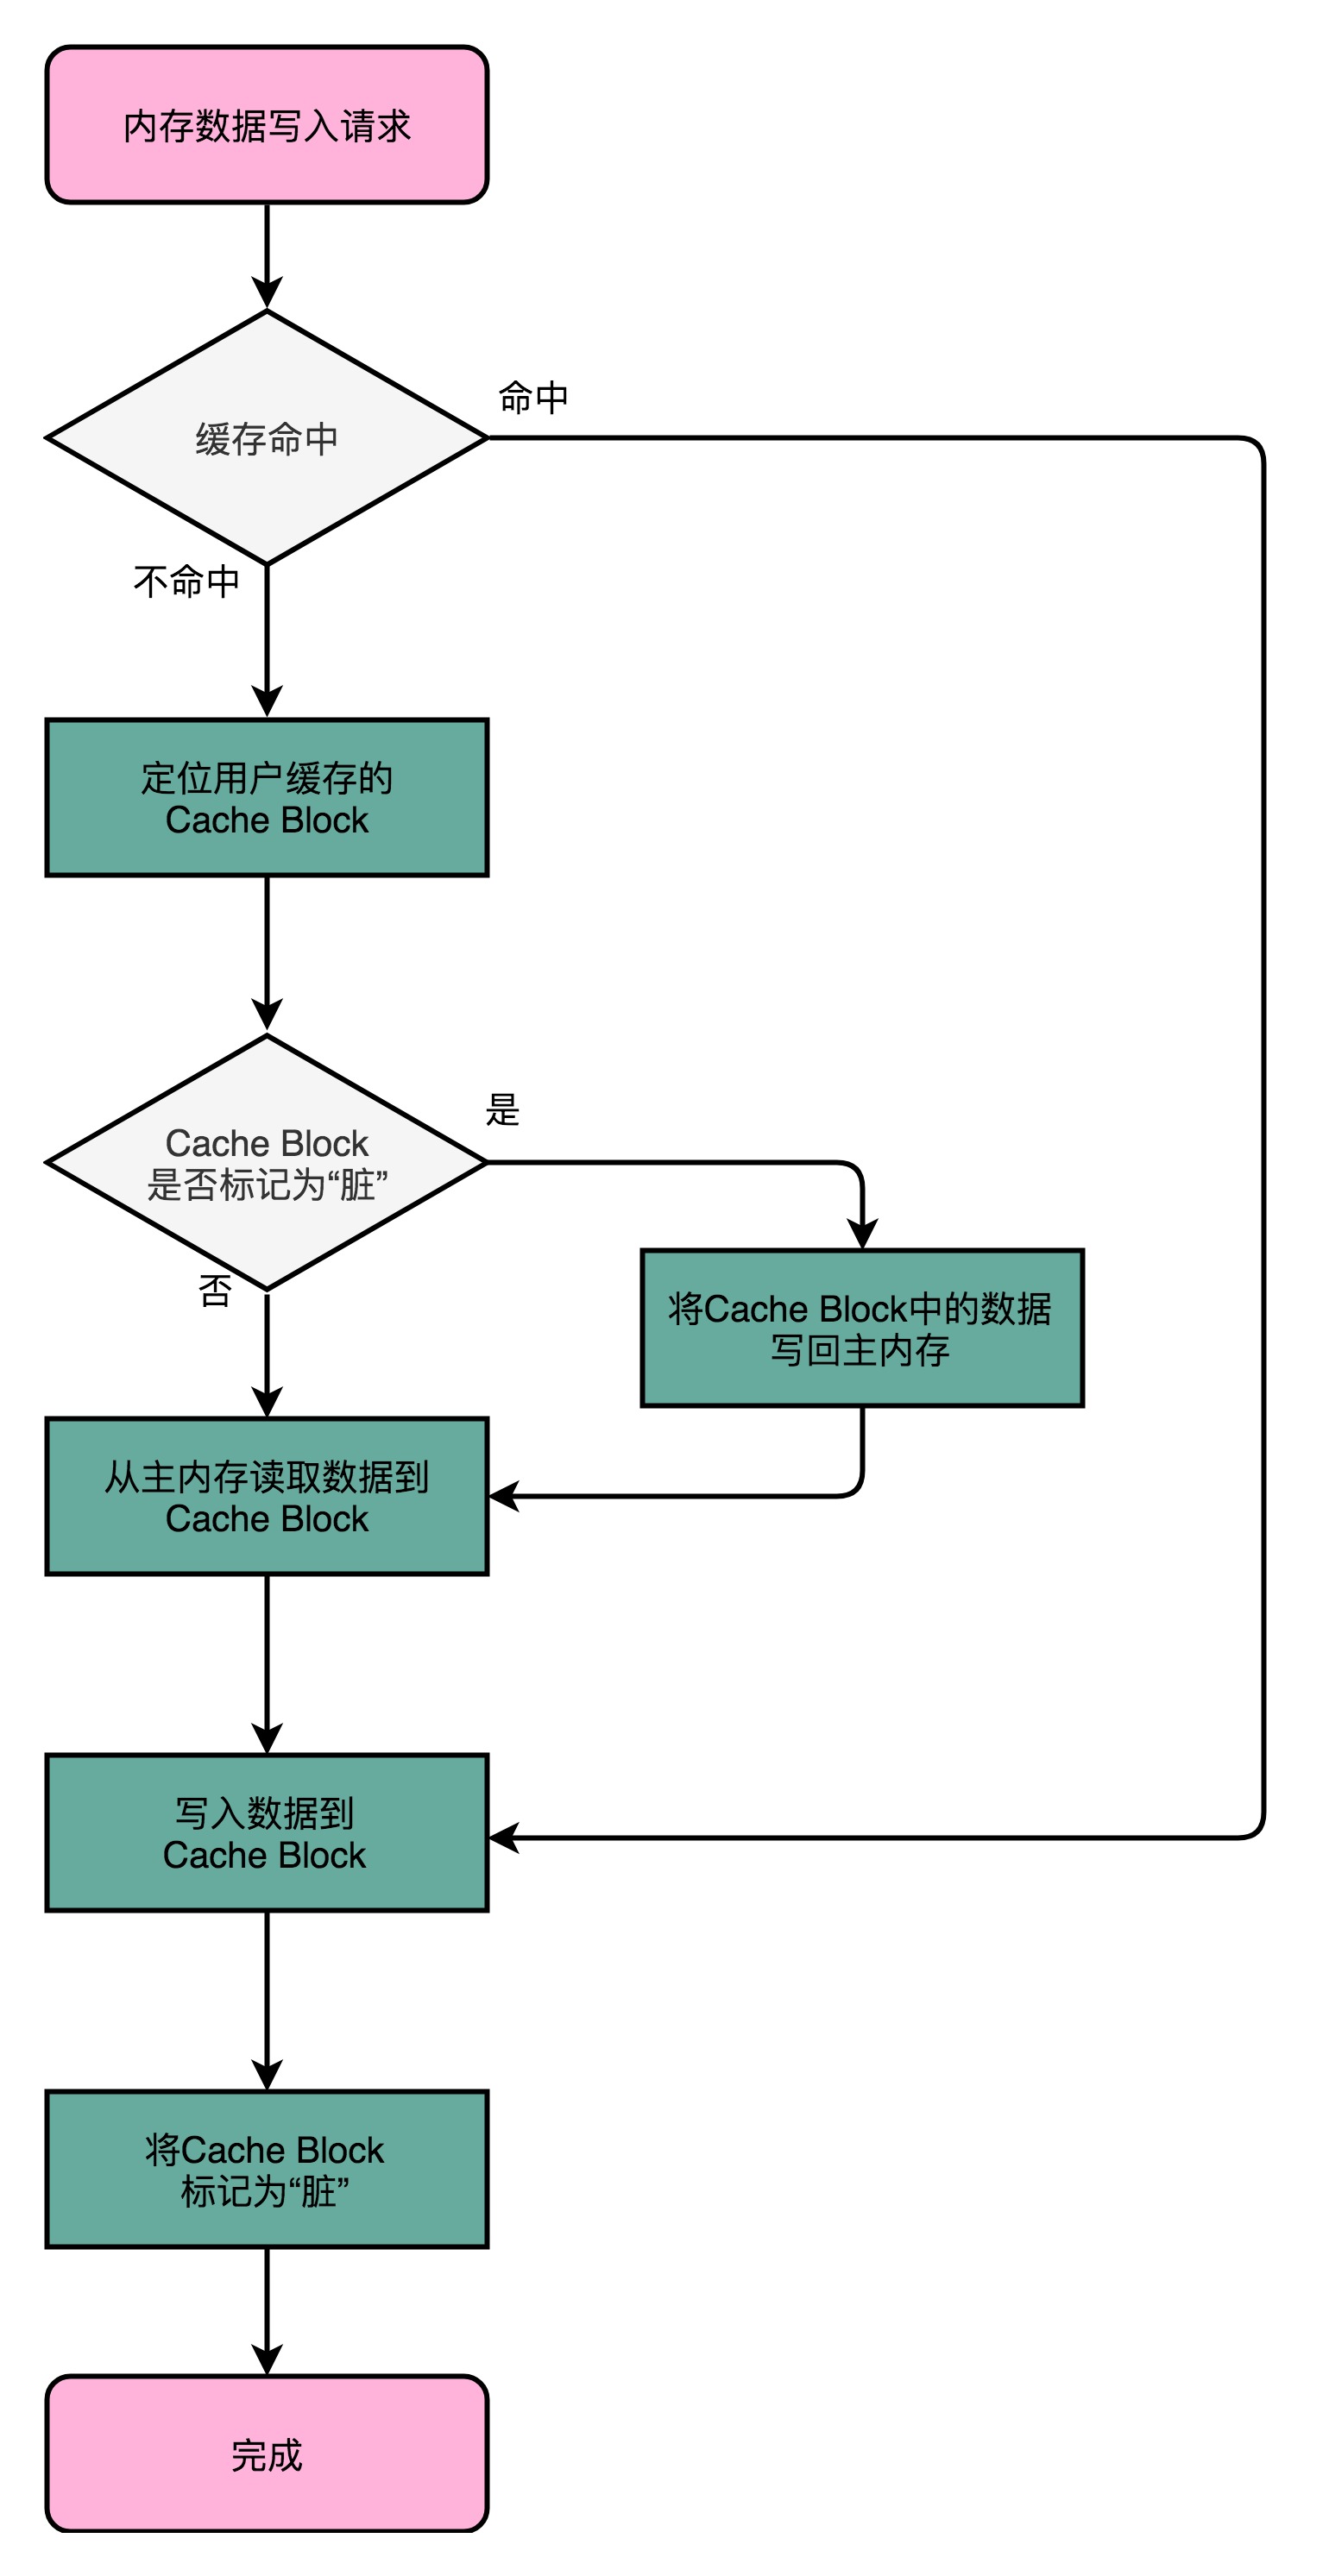 内存数据写入请求
缓存命中
命中
不命中
定位用户缓存的
Cache Block
Cache Block
是否标记为“脏”
是
否
将Cache Block中的数据
写回主内存
从主内存读取数据到
Cache Block
写入数据到
Cache Block
将Cache Block
标记为“脏”
完成